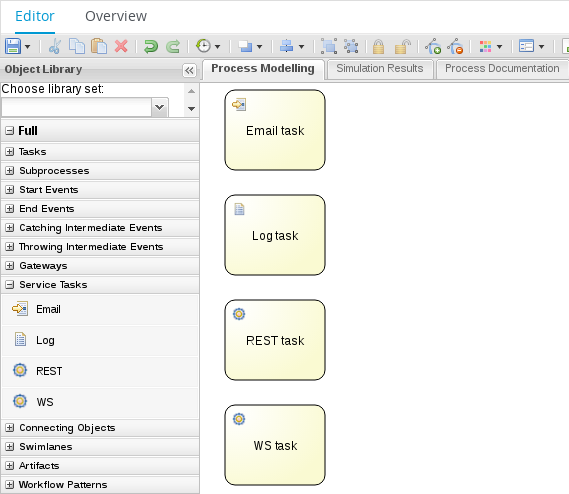 Editor Overview
Object Library
Process Modelling Simulation Results Process Documentation
Choose library set:
Full
Tasks
Subprocesses
Start Events
End Events
Catching Intermediate Events
Throwing Intermediate Events
Gateways
Service Tasks
Email
Log
REST
WS
Connecting Objects
Swimlanes
Artifacts
Workflow Patterns
Email task
Log task
REST task
WS task